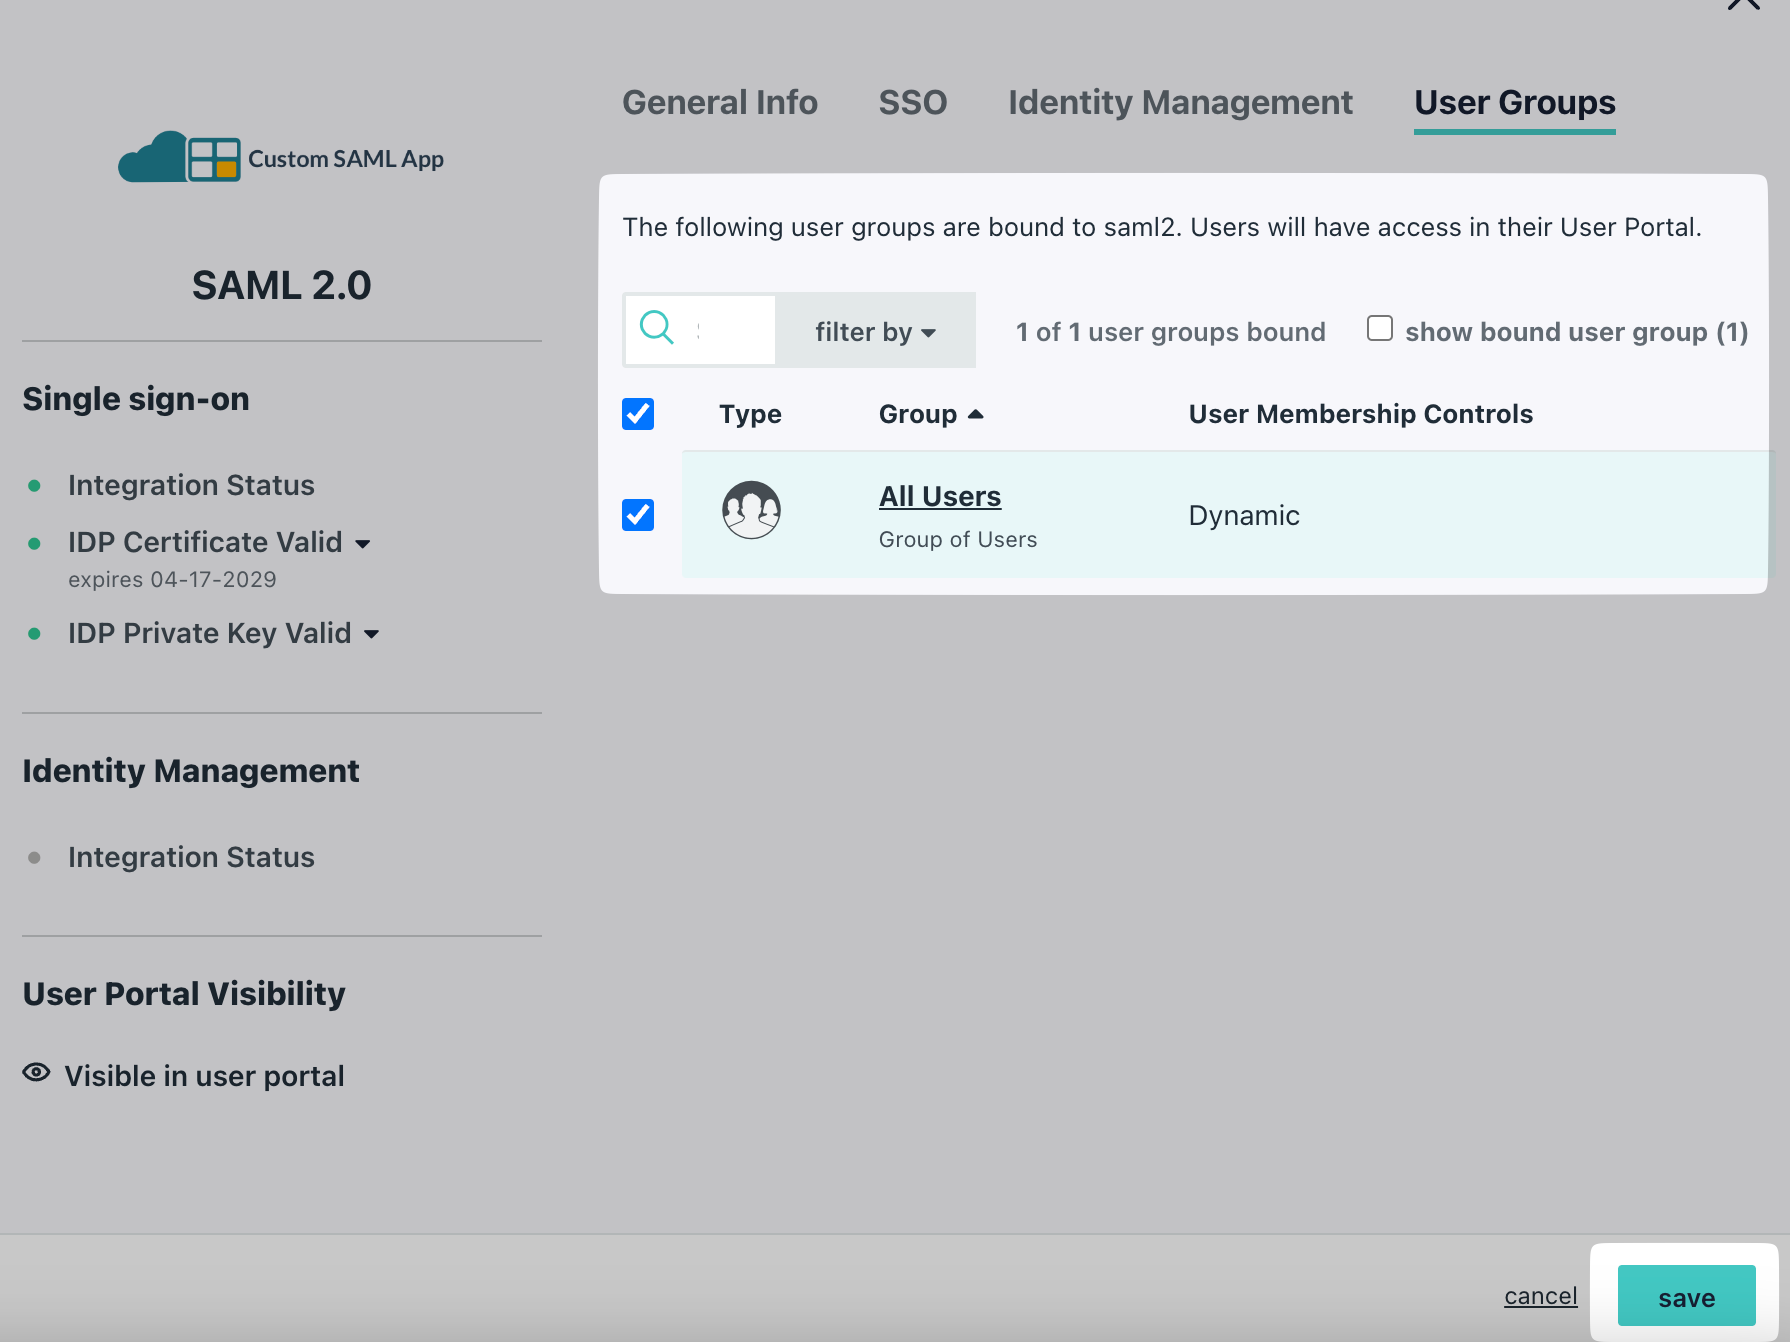 General Info SSO Identity Management User Groups
Custom SAML App
SAML 2.0
Single sign-on
Integration Status
IDP Certificate Valid
expires 04-17-2029
IDP Private Key Valid
Identity Management
Integration Status
User Portal Visibility
Visible in user portal
The following user groups are bound to saml2. Users will have access in their User Portal.
filter by 1 of 1 user groups bound show bound user group (1)
Type Group User Membership Controls
All Users Dynamic
Group of Users
cancel save